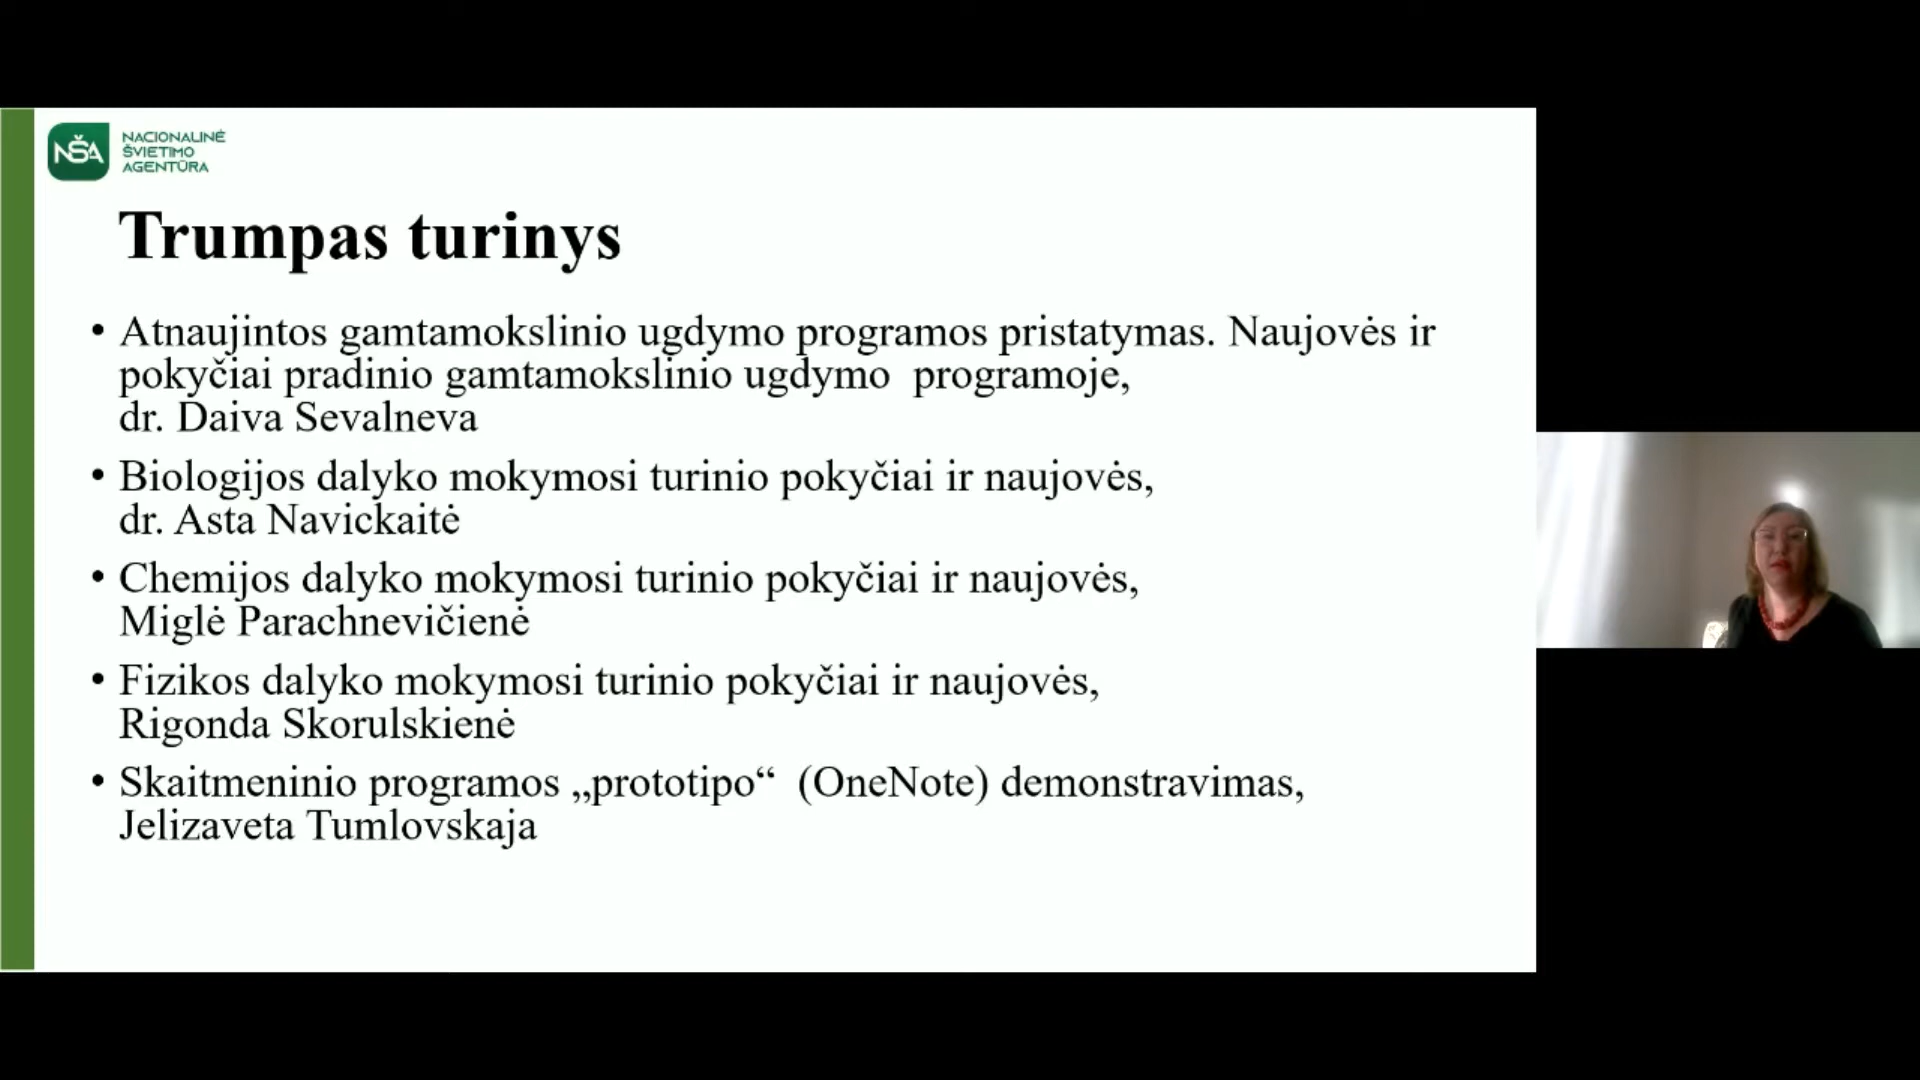 NŠA
NACIONALINĖ
ŠVIETIMO
AGENTŪRA
Trumpas turinys
• Atnaujintos gamtamokslinio ugdymo programos pristatymas. Naujovės ir
pokyčiai pradinio gamtamokslinio ugdymo  programoje,
dr. Daiva Sevalneva
• Biologijos dalyko mokymosi turinio pokyčiai ir naujovės,
dr. Asta Navickaitė
• Chemijos dalyko mokymosi turinio pokyčiai ir naujovės,
Miglė Parachnevičienė
• Fizikos dalyko mokymosi turinio pokyčiai ir naujovės,
Rigonda Skorulskienė
• Skaitmeninio programos „prototipo“  (OneNote) demonstravimas,
Jelizaveta Tumlovskaja